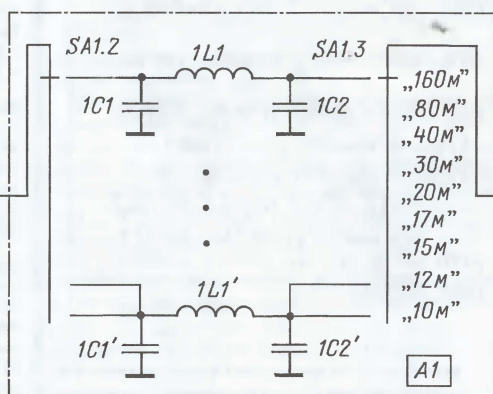 SA1.2 1L1 SA1.3
1C1 1C2
„160м”
„80м”
„40м”
„30м”
„20м”
„17м”
„15м”
„12м”
„10м”
1L1′
1C1′ 1C2′
A1